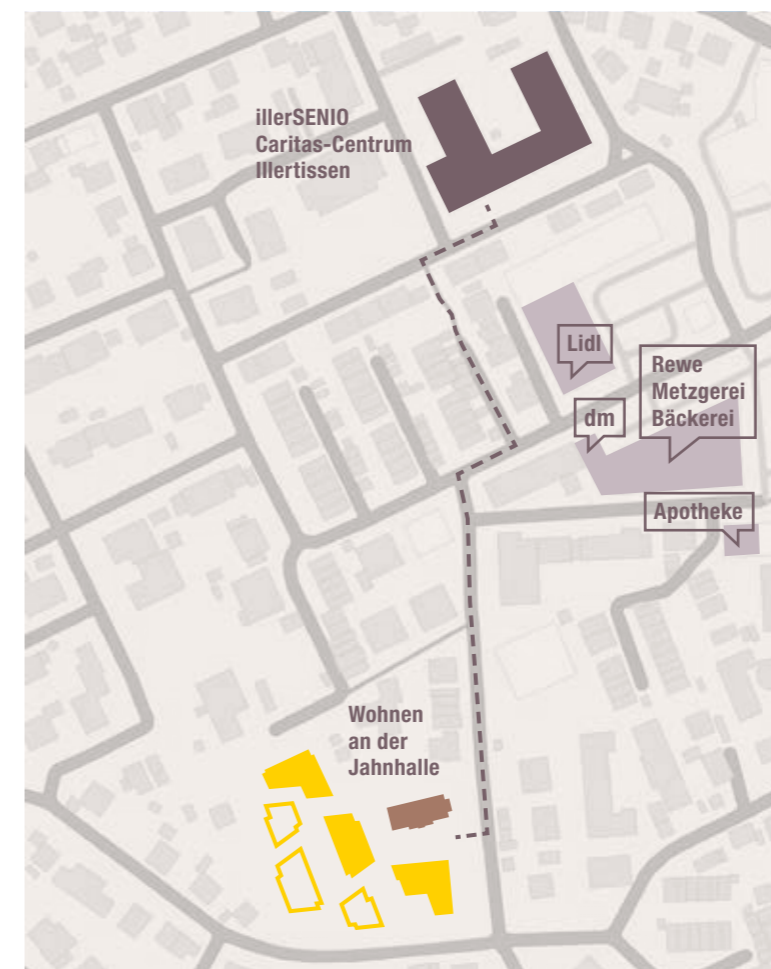 illerSENIO
Caritas-Centrum
Illertissen
Lidl
Rewe
Metzgerei
Bäckerei
dm
Apotheke
Wohnen
an der
Jahnhalle